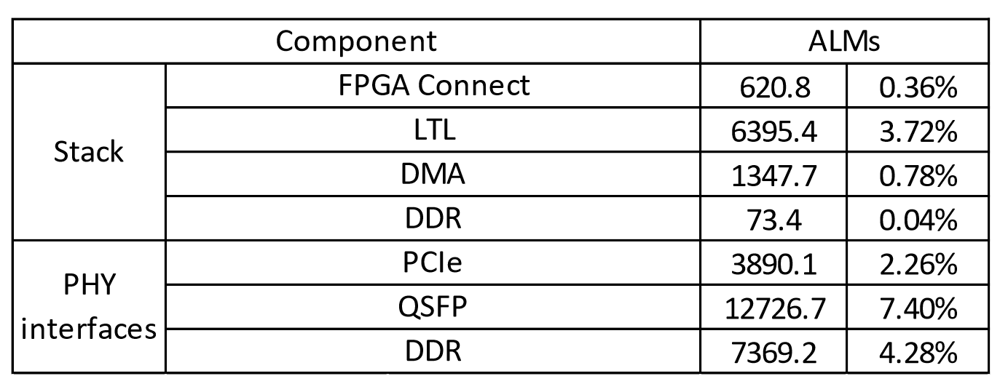 Component ALMs
Stack FPGA Connect 620.8 0.36%
LTL 6395.4 3.72%
DMA 1347.7 0.78%
DDR 73.4 0.04%
PHY interfaces PCIe 3890.1 2.26%
QSFP 12726.7 7.40%
DDR 7369.2 4.28%